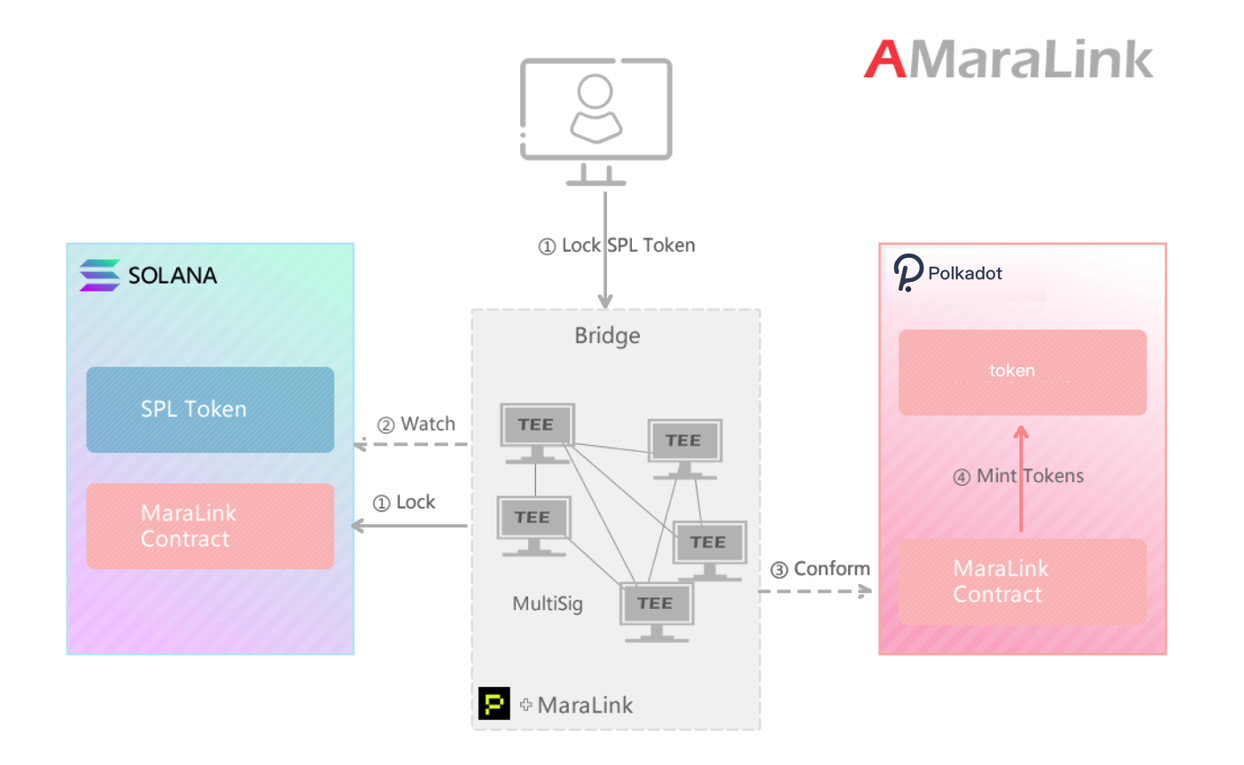 AMaraLink
① Lock SPL Token
SOLANA
SPL Token
MaraLink
Contract
② Watch
① Lock
Bridge
TEE
TEE
TEE
TEE
TEE
MultiSig
MaraLink
③ Conform
Polkadot
token
④ Mint Tokens
MaraLink
Contract